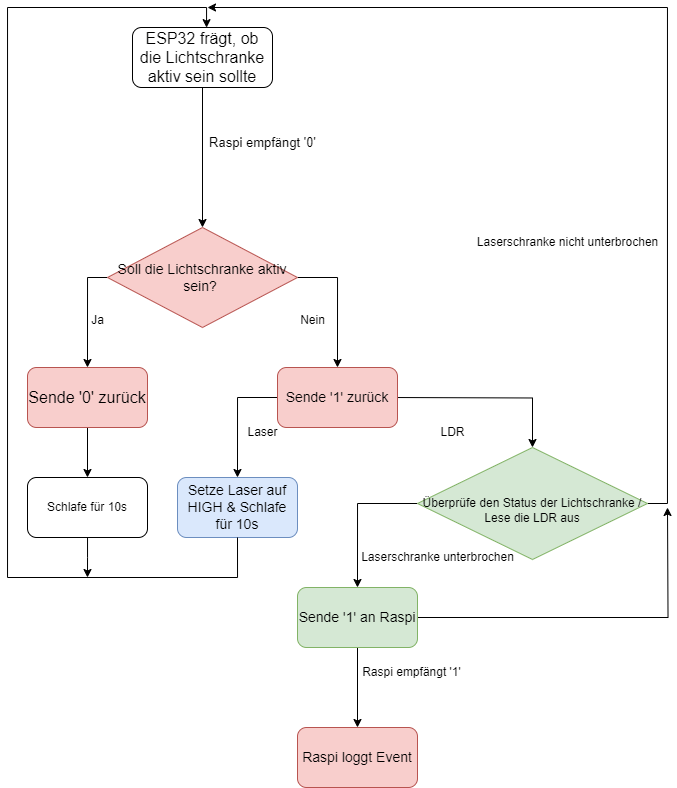 ESP32 frägt, ob
die Lichtschranke
aktiv sein sollte
Raspi empfängt '0'
Laserschranke nicht unterbrochen
Soll die Lichtschranke aktiv
sein?
Ja
Nein
Sende '0' zurück
Sende '1' zurück
Laser
LDR
Schlafe für 10s
Setze Laser auf
HIGH & Schlafe
für 10s
Überprüfe den Status der Lichtschranke /
Lese die LDR aus
Laserschranke unterbrochen
Sende '1' an Raspi
Raspi empfängt '1'
Raspi loggt Event